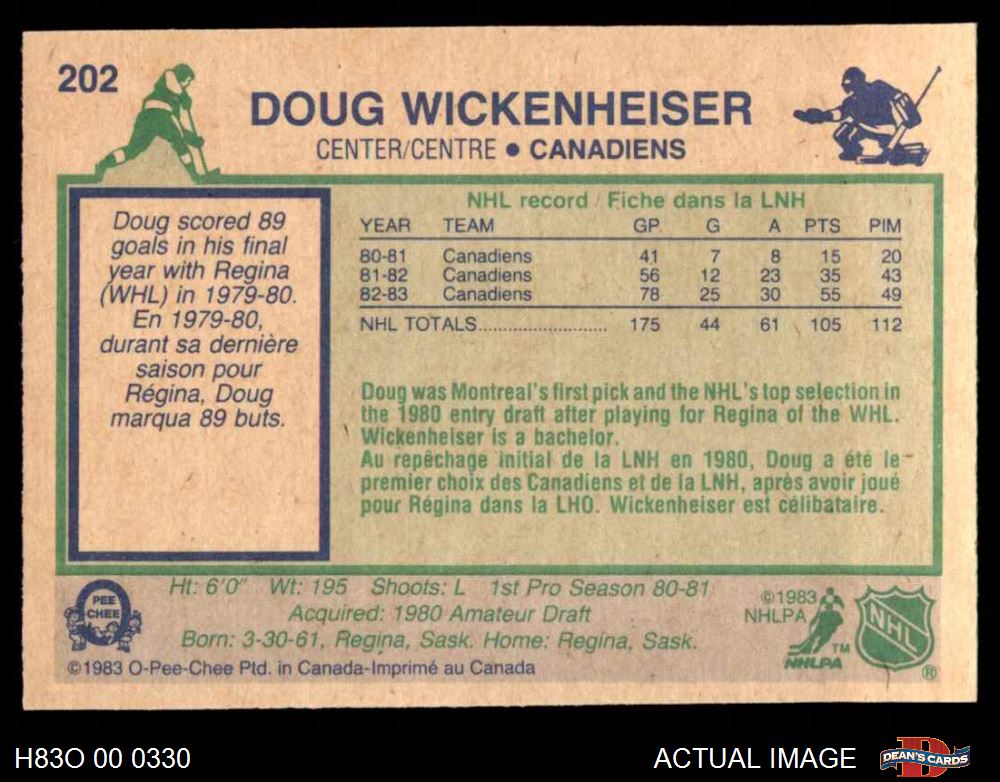 202
DOUG WICKENHEISER
CENTER/CENTRE • CANADIENS
Doug scored 89
goals in his final
year with Regina
(WHL) in 1979-80.
En 1979-80,
durant sa dernière
saison pour
Régina, Doug
marqua 89 buts.
NHL record / Fiche dans la LNH
YEAR TEAM GP G A PTS PIM
80-81 Canadiens 41 7 8 15 20
81-82 Canadiens 56 12 23 35 43
82-83 Canadiens 78 25 30 55 49
NHL TOTALS........................... 175 44 61 105 112
Doug was Montreal's first pick and the NHL's top selection in
the 1980 entry draft after playing for Regina of the WHL.
Wickenheiser is a bachelor.
Au repêchage initial de la LNH en 1980, Doug a été le
premier choix des Canadiens et de la LNH, après avoir joué
pour Régina dans la LHO. Wickenheiser est célibataire.
Ht: 6'0" Wt: 195 Shoots: L 1st Pro Season 80-81
Acquired: 1980 Amateur Draft
Born: 3-30-61, Regina, Sask. Home: Regina, Sask.
©1983 O-Pee-Chee Ptd. in Canada-Imprimé au Canada
PEE
CHEE
©1983
NHLPA
TM
NHLPA
NHL
®
H83O 00 0330
ACTUAL IMAGE
DEAN'S CARDS